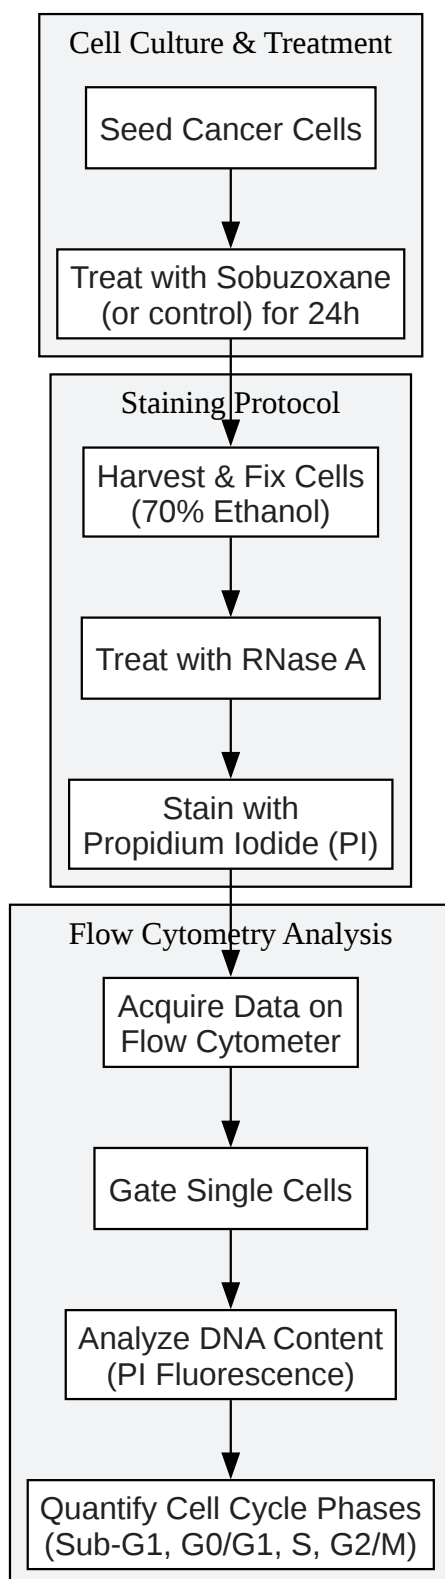 Cell Culture & Treatment
Seed Cancer Cells
Treat with Sobuzoxane
(or control) for 24h
Staining Protocol
Harvest & Fix Cells
(70% Ethanol)
Treat with RNase A
Stain with
Propidium Iodide (PI)
Flow Cytometry Analysis
Acquire Data on
Flow Cytometer
Gate Single Cells
Analyze DNA Content
(PI Fluorescence)
Quantify Cell Cycle Phases
(Sub-G1, G0/G1, S, G2/M)